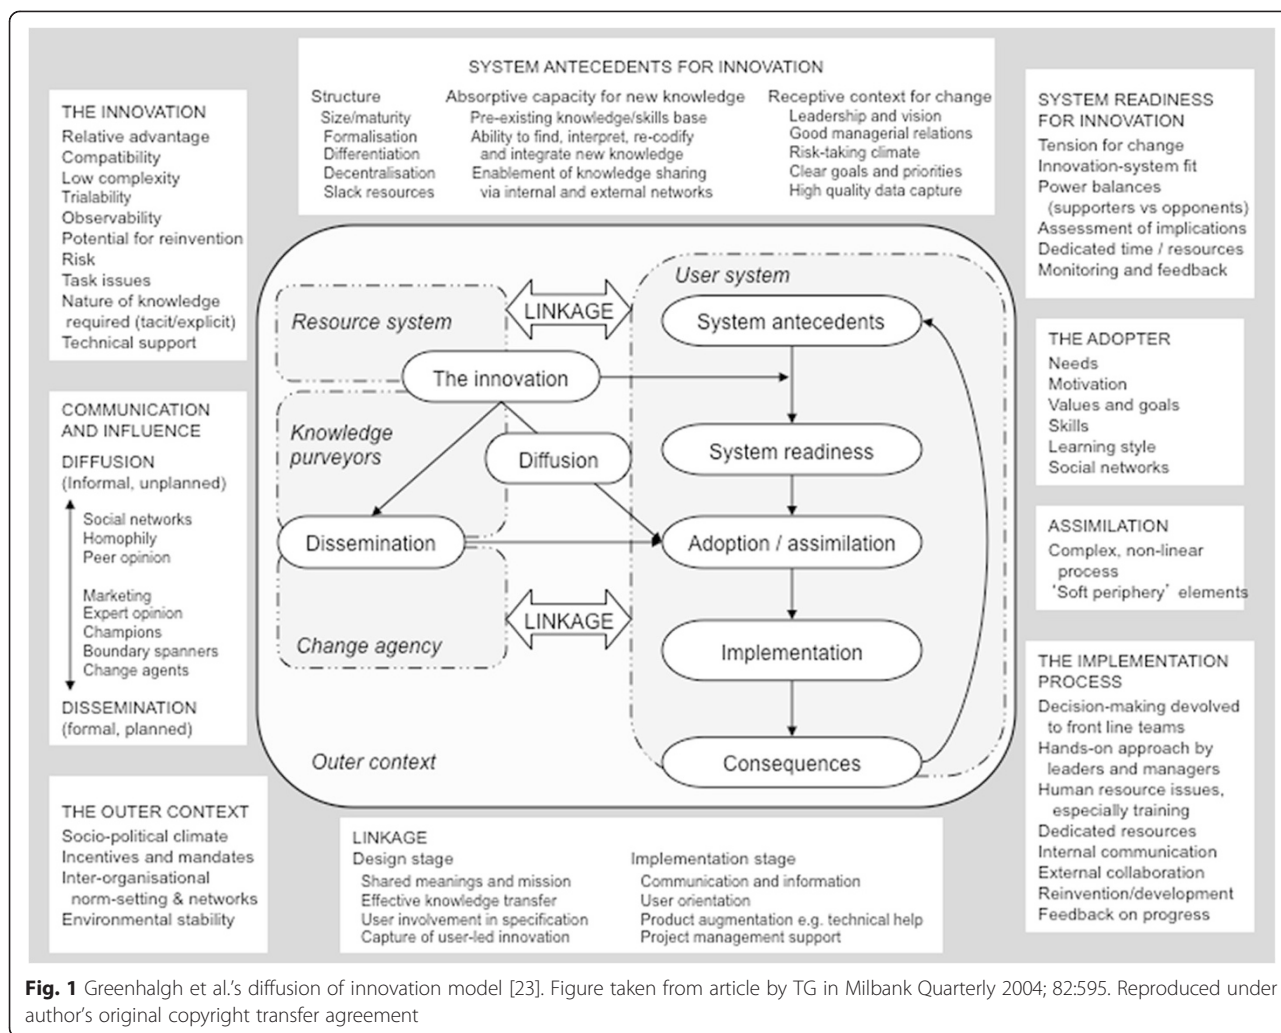 SYSTEM ANTECEDENTS FOR INNOVATION
Structure
Size/maturity
Formalisation
Differentiation
Decentralisation
Slack resources
Absorptive capacity for new knowledge
Pre-existing knowledge/skills base
Ability to find, interpret, re-codify
and integrate new knowledge
Enablement of knowledge sharing
via internal and external networks
Receptive context for change
Leadership and vision
Good managerial relations
Risk-taking climate
Clear goals and priorities
High quality data capture
THE INNOVATION
Relative advantage
Compatibility
Low complexity
Trialability
Observability
Potential for reinvention
Risk
Task issues
Nature of knowledge
required (tacit/explicit)
Technical support
COMMUNICATION
AND INFLUENCE
DIFFUSION
(Informal, unplanned)
Social networks
Homophily
Peer opinion
Marketing
Expert opinion
Champions
Boundary spanners
Change agents
DISSEMINATION
(formal, planned)
THE OUTER CONTEXT
Socio-political climate
Incentives and mandates
Inter-organisational
norm-setting & networks
Environmental stability
Resource system
The innovation
Knowledge
purveyors
Diffusion
Dissemination
Change agency
Outer context
LINKAGE
LINKAGE
User system
System antecedents
System readiness
Adoption / assimilation
Implementation
Consequences
SYSTEM READINESS
FOR INNOVATION
Tension for change
Innovation-system fit
Power balances
(supporters vs opponents)
Assessment of implications
Dedicated time / resources
Monitoring and feedback
THE ADOPTER
Needs
Motivation
Values and goals
Skills
Learning style
Social networks
ASSIMILATION
Complex, non-linear
process
'Soft periphery' elements
THE IMPLEMENTATION
PROCESS
Decision-making devolved
to front line teams
Hands-on approach by
leaders and managers
Human resource issues,
especially training
Dedicated resources
Internal communication
External collaboration
Reinvention/development
Feedback on progress
LINKAGE
Design stage
Shared meanings and mission
Effective knowledge transfer
User involvement in specification
Capture of user-led innovation
Implementation stage
Communication and information
User orientation
Product augmentation e.g. technical help
Project management support
Fig. 1 Greenhalgh et al.'s diffusion of innovation model [23]. Figure taken from article by TG in Milbank Quarterly 2004; 82:595. Reproduced under
author's original copyright transfer agreement